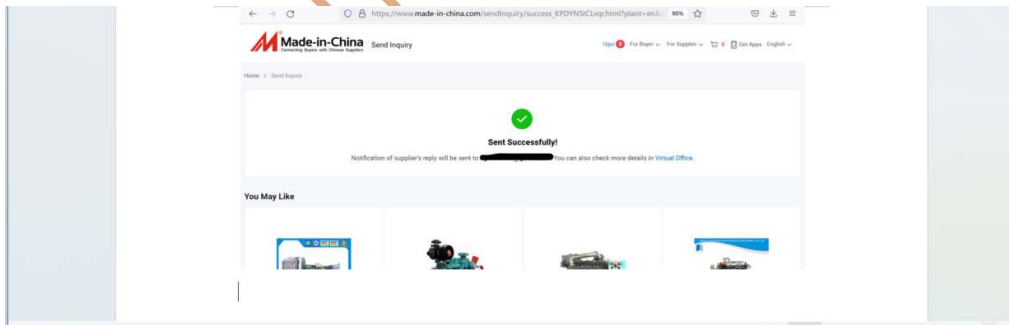 https://www.made-in-china.com/sendInquiry/success_KPDYNStCLvqr.html?plant=en&
90%
Made-in-China
Connecting Buyers with Chinese Suppliers
Send Inquiry
0
For Buyer
For Supplier
0
Get Apps
English
Home > Send Inquiry
Sent Successfully!
Notification of supplier's reply will be sent to
You can also check more details in Virtual Office.
You May Like